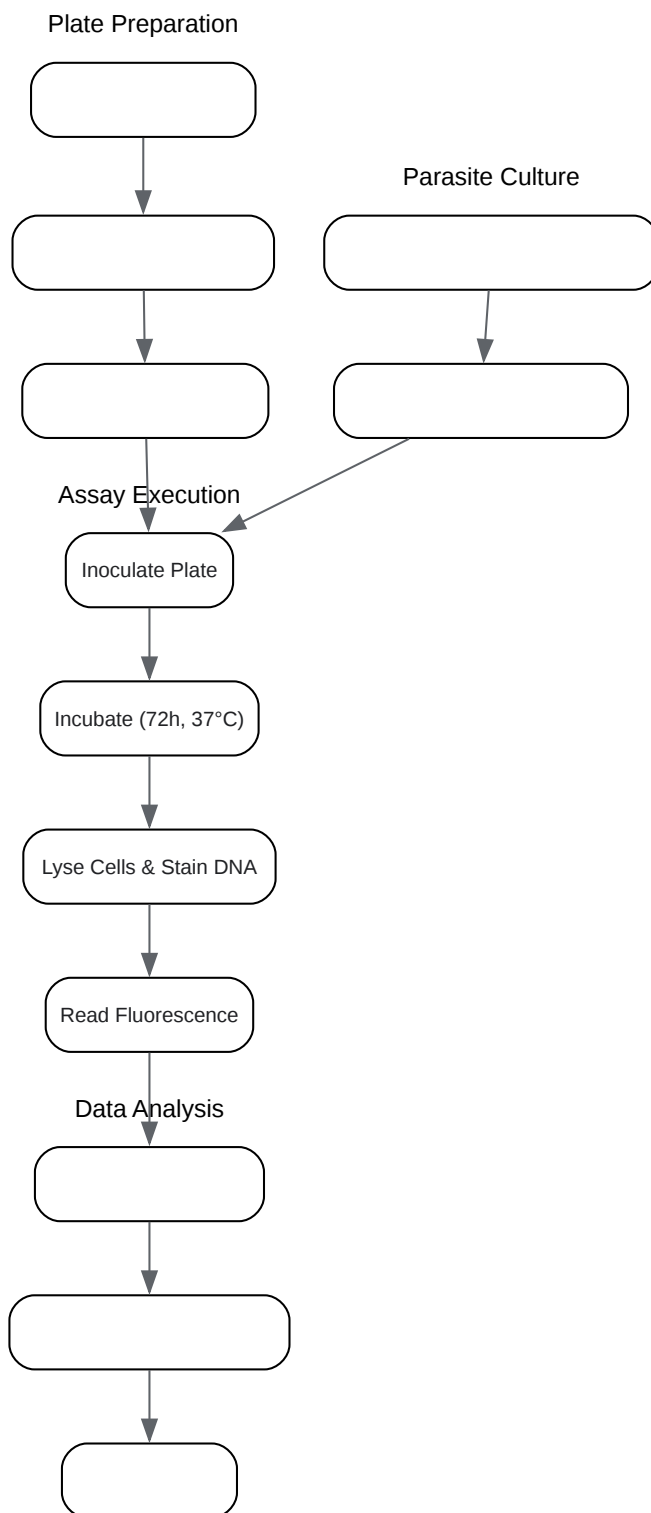 Plate Preparation
Parasite Culture
Assay Execution
Inoculate Plate
Incubate (72h, 37°C)
Lyse Cells & Stain DNA
Read Fluorescence
Data Analysis